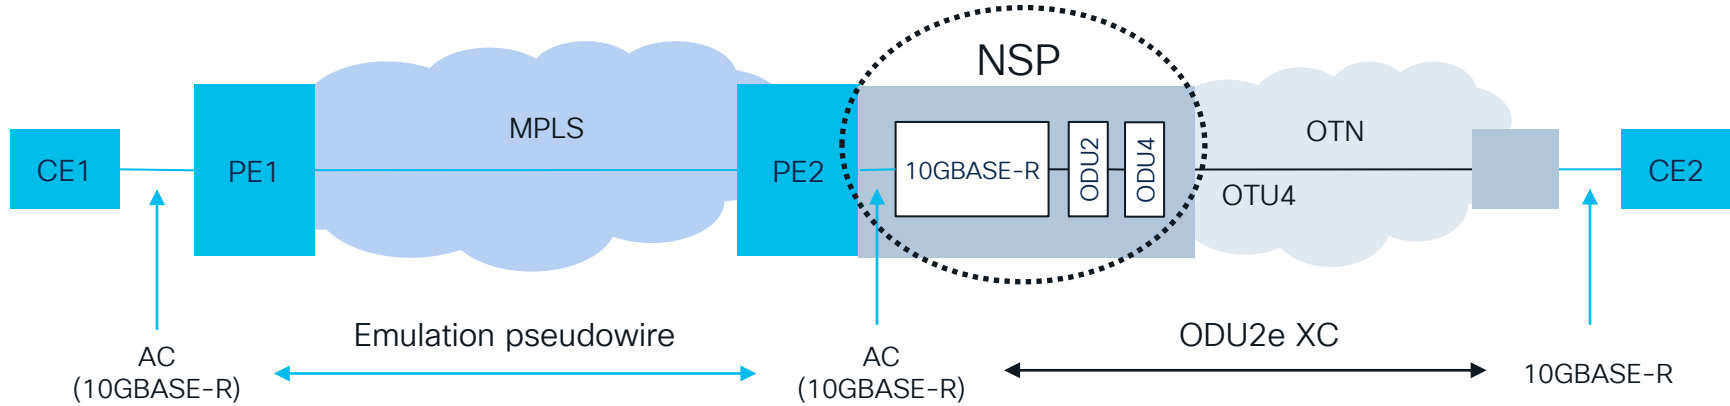 NSP
MPLS
OTN
CE1
PE1
PE2
10GBASE-R
ODU2
ODU4
OTU4
CE2
Emulation pseudowire
ODU2e XC
AC
(10GBASE-R)
AC
(10GBASE-R)
10GBASE-R